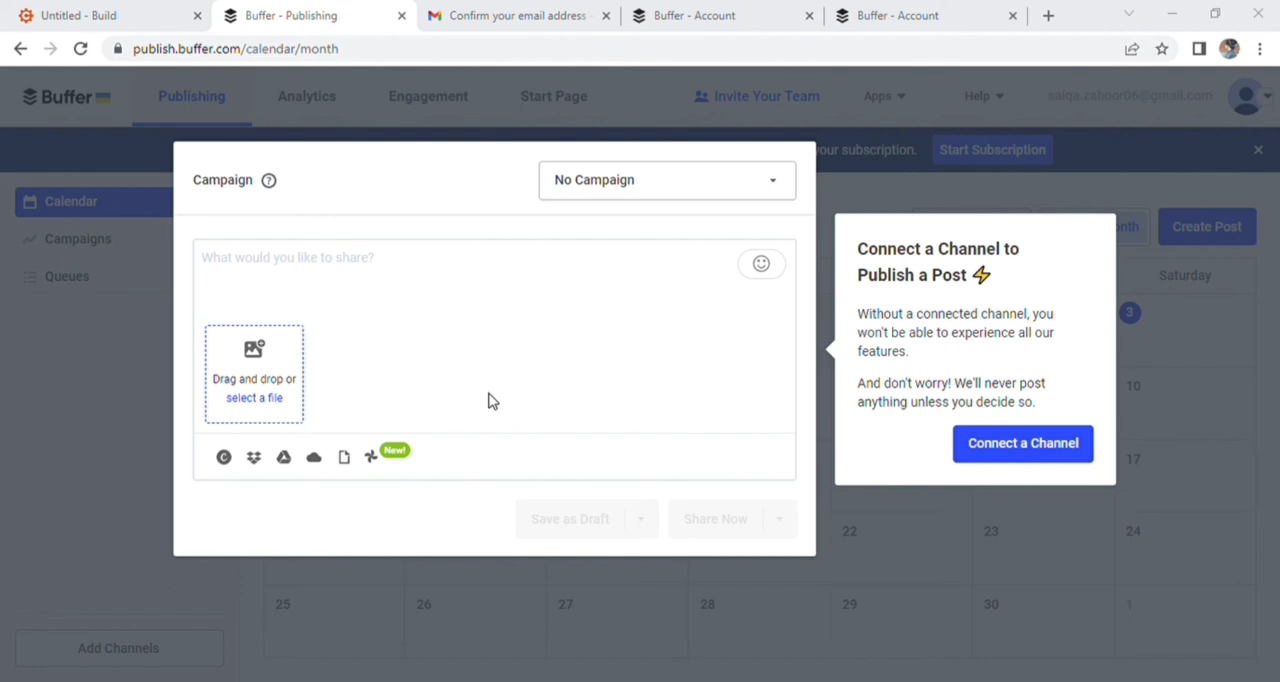 Untitled - Build
Buffer - Publishing
Confirm your email address
Buffer - Account
Buffer - Account
publish.buffer.com/calendar/month
Buffer
Publishing
Analytics
Engagement
Start Page
Invite Your Team
Apps
Help
saiqa.zahoor06@gmail.com
your subscription.
Start Subscription
Calendar
Campaigns
Queues
Campaign ?
No Campaign
What would you like to share?
Drag and drop or
select a file
New!
Save as Draft
Share Now
Connect a Channel to
Publish a Post ⚡
Without a connected channel, you
won't be able to experience all our
features.
And don't worry! We'll never post
anything unless you decide so.
Connect a Channel
Create Post
Saturday
3
10
17
22 23 24
25 26 27 28 29 30 1
Add Channels